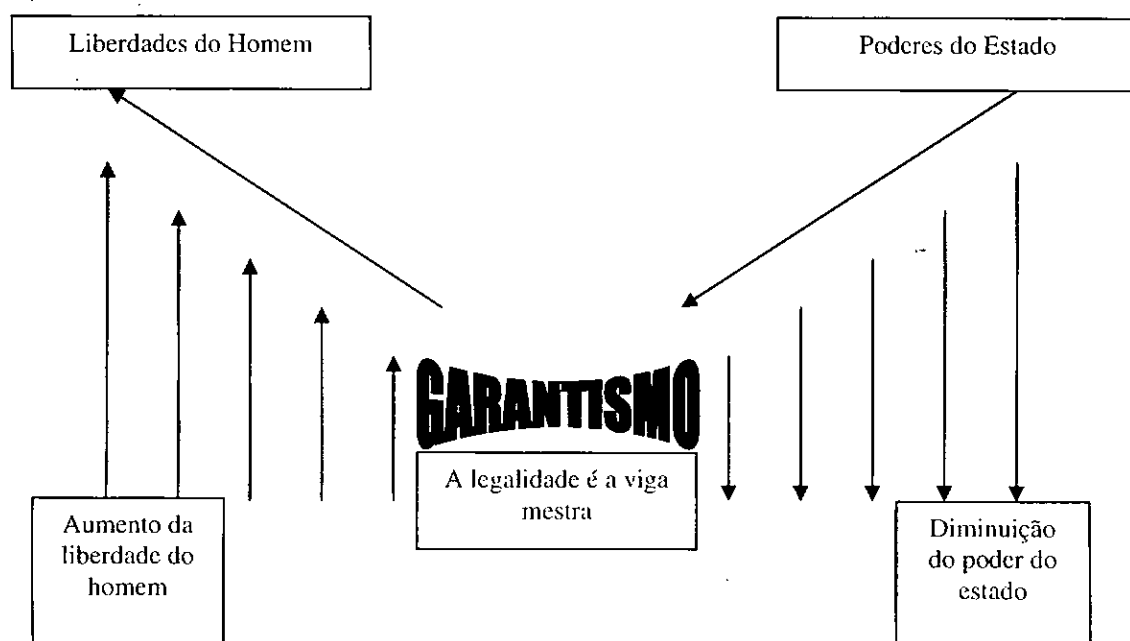 Liberdades do Homem
Poderes do Estado
GARANTISMO
A legalidade é a viga
mestra
Aumento da
liberdade do
homem
Diminuição
do poder do
estado